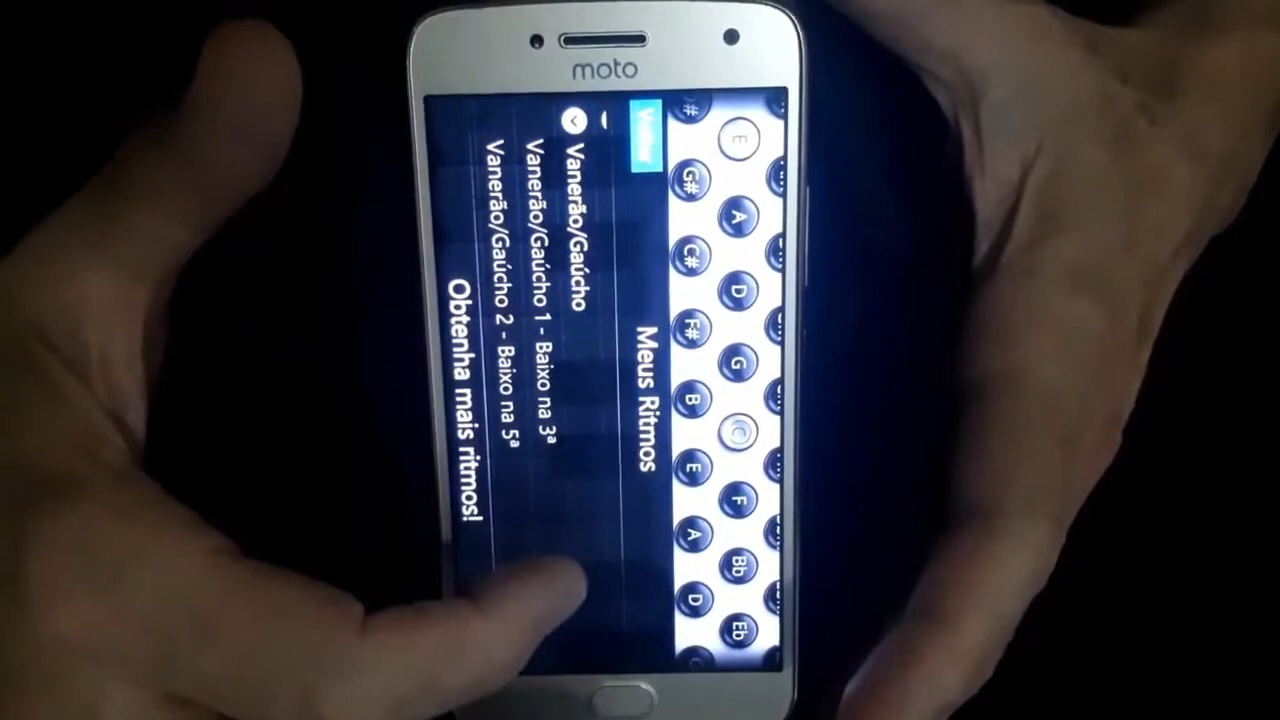 moto
D#
E
G#
A
C#
D
F#
G
B
C
E
F
A
Bb
D
Eb
Voltar
Meus Ritmos
Vanerão/Gaúcho
Vanerão/Gaúcho 1 - Baixo na 3ª
Vanerão/Gaúcho 2 - Baixo na 5ª
Obtenha mais ritmos!